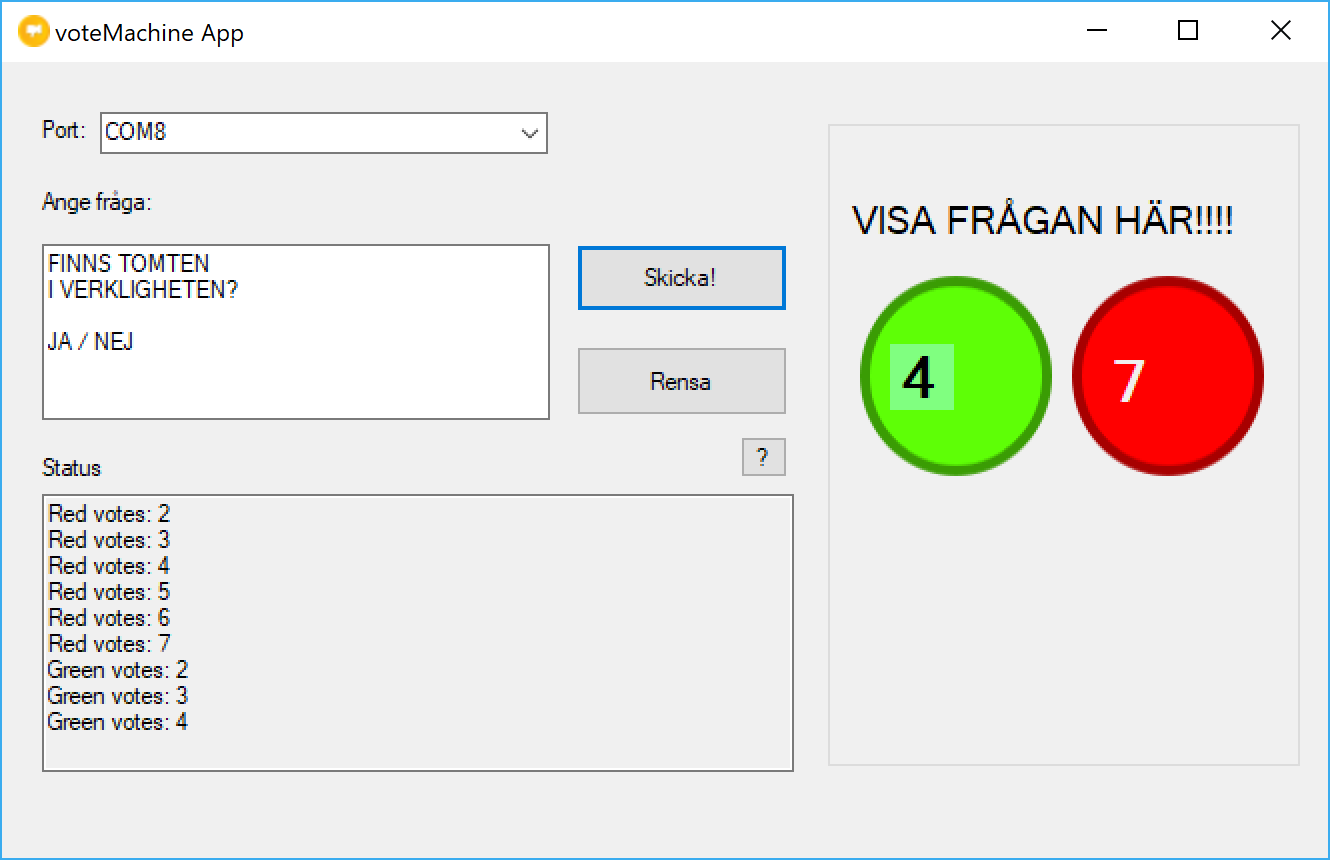 voteMachine App
Port:
COM8
Ange fråga:
FINNS TOMTEN
I VERKLIGHETEN?
JA / NEJ
Skicka!
Rensa
?
Status
Red votes: 2
Red votes: 3
Red votes: 4
Red votes: 5
Red votes: 6
Red votes: 7
Green votes: 2
Green votes: 3
Green votes: 4
VISA FRÅGAN HÄR!!!!
4
7